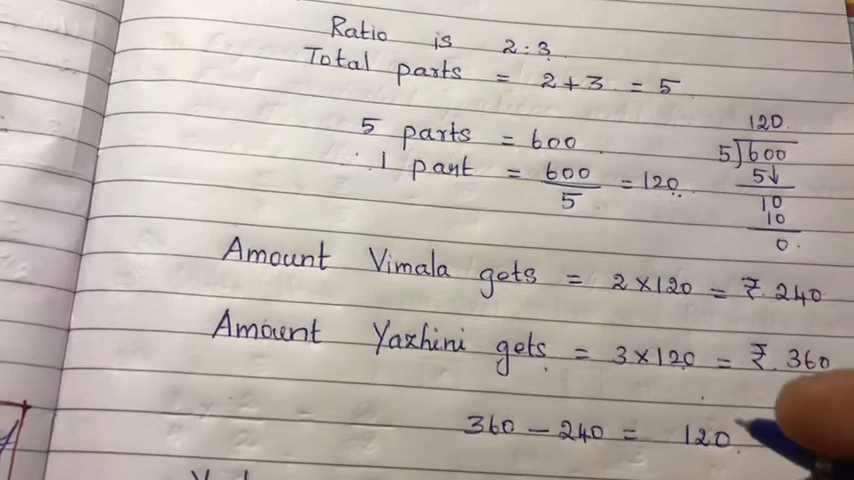 Ratio is 2:3
Total parts = 2+3 = 5
5 parts = 600
∴ 1 part = 600/5 = 120
120
5)600
5↓
10
10
0
Amount Vimala gets = 2×120 = ₹.240
Amount Yazhini gets = 3×120 = ₹.360
360 − 240 = 120